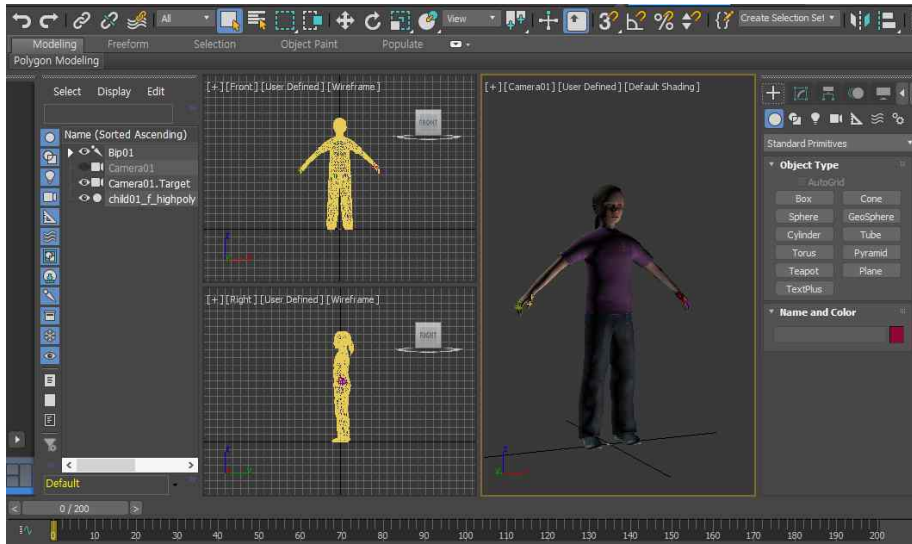 All
View
Create Selection Set
Modeling
Freeform
Selection
Object Paint
Populate
Polygon Modeling
Select
Display
Edit
Name (Sorted Ascending)
Bip01
Camera01
Camera01.Target
child01_f_highpoly
Default
[+][Front][User Defined][Wireframe]
FRONT
[+][Right][User Defined][Wireframe]
RIGHT
[+][Camera01][User Defined][Default Shading]
Standard Primitives
Object Type
AutoGrid
Box
Cone
Sphere
GeoSphere
Cylinder
Tube
Torus
Pyramid
Teapot
Plane
TextPlus
Name and Color
0 / 200
0 10 20 30 40 50 60 70 80 90 100 110 120 130 140 150 160 170 180 190 200